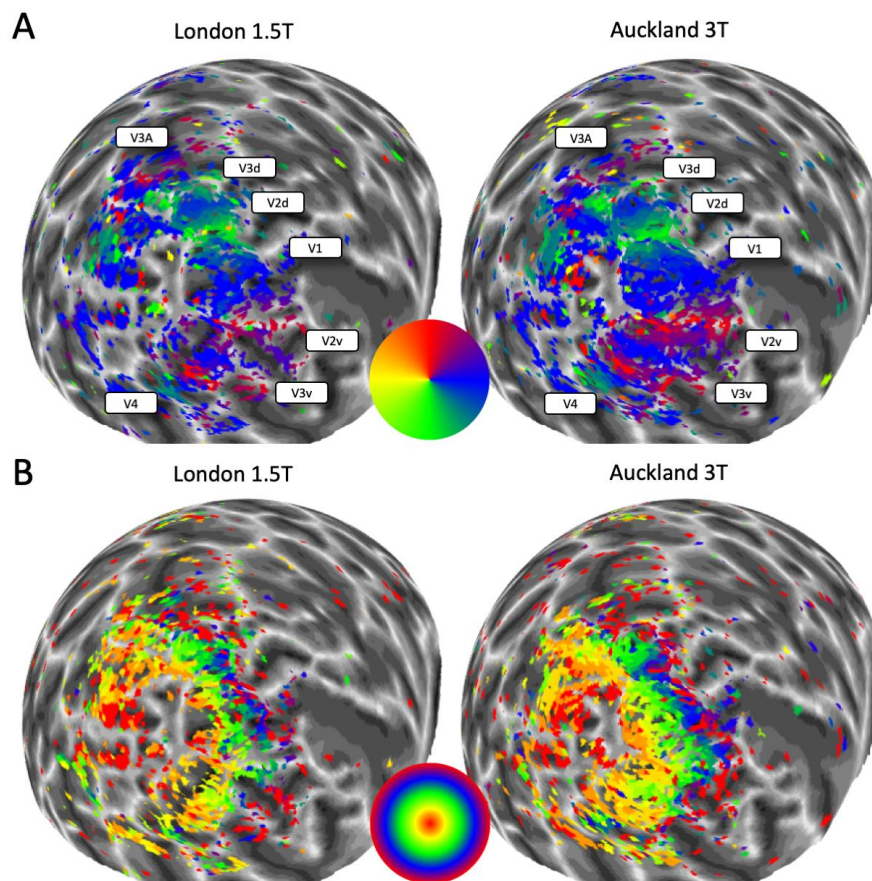 A
London 1.5T
Auckland 3T
V3A
V3d
V2d
V1
V2v
V3v
V4
V3A
V3d
V2d
V1
V2v
V3v
V4
B
London 1.5T
Auckland 3T